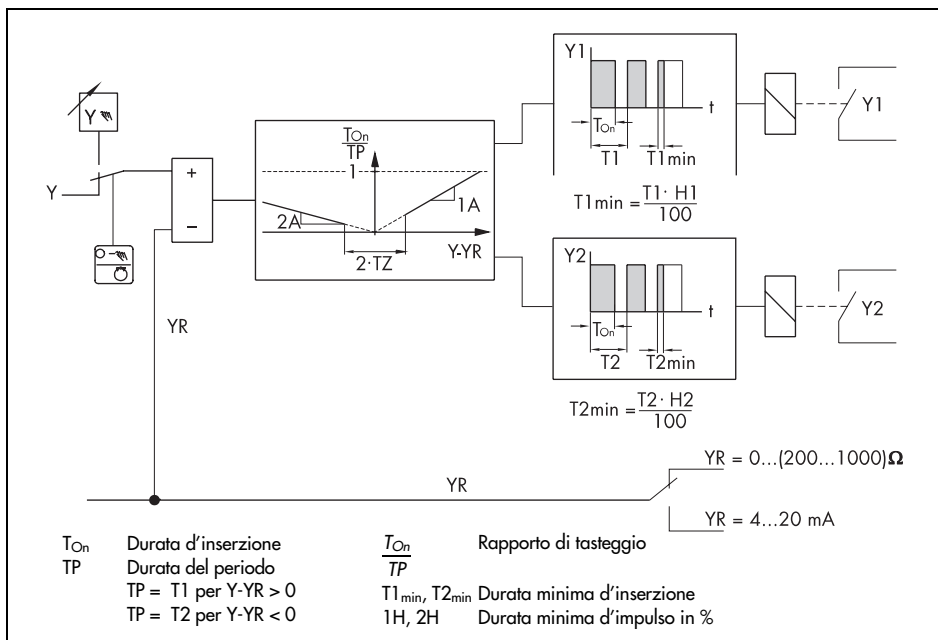 Y
Y
+
−
YR
TOn
TP
1
2A
1A
2·TZ
Y-YR
Y1
t
TOn
T1
T1min
T1min = T1· H1
100
Y1
Y2
t
TOn
T2
T2min
T2min = T2· H2
100
Y2
YR
YR = 0...(200...1000)Ω
YR = 4...20 mA
TOn Durata d'inserzione
TP Durata del periodo
TP = T1 per Y-YR > 0
TP = T2 per Y-YR < 0
TOn
TP
Rapporto di tasteggio
T1min, T2min Durata minima d'inserzione
1H, 2H Durata minima d'impulso in %